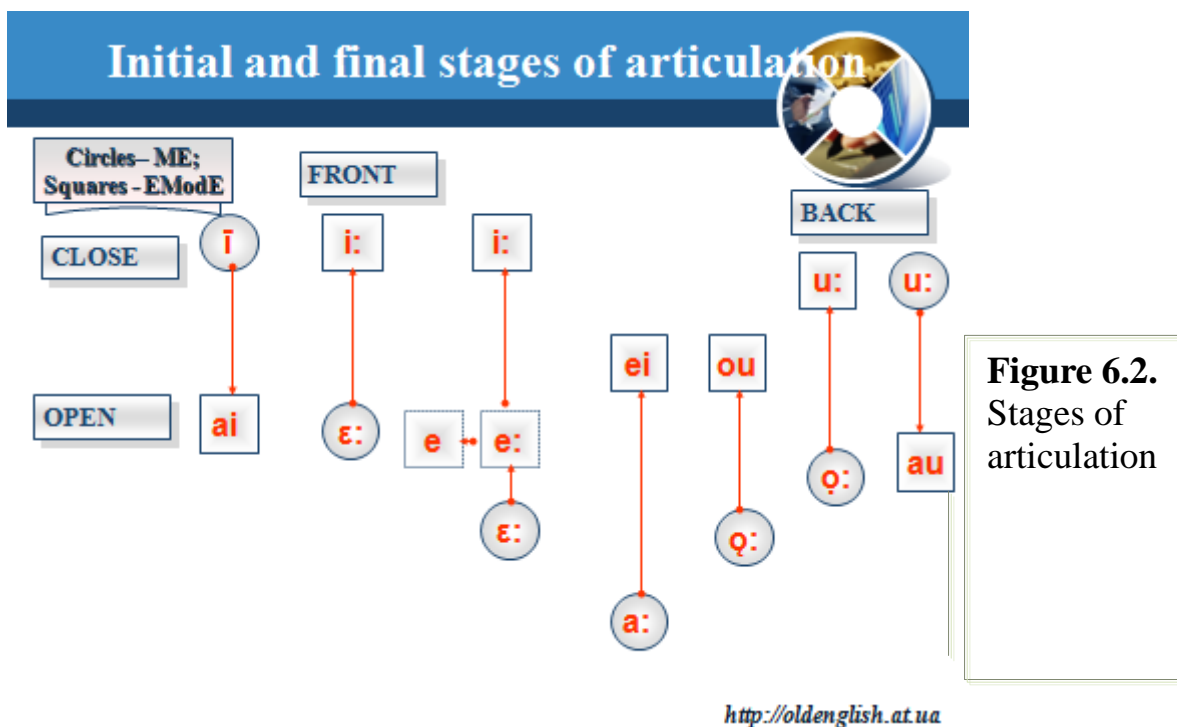 Initial and final stages of articulation
Circles– ME;
Squares - EModE
FRONT
BACK
CLOSE
ī
i:
i:
u:
u:
ei
ou
OPEN
ai
ε:
e
e:
ọ:
au
ε:
ǫ:
a:
Figure 6.2.
Stages of
articulation
http://oldenglish.at.ua